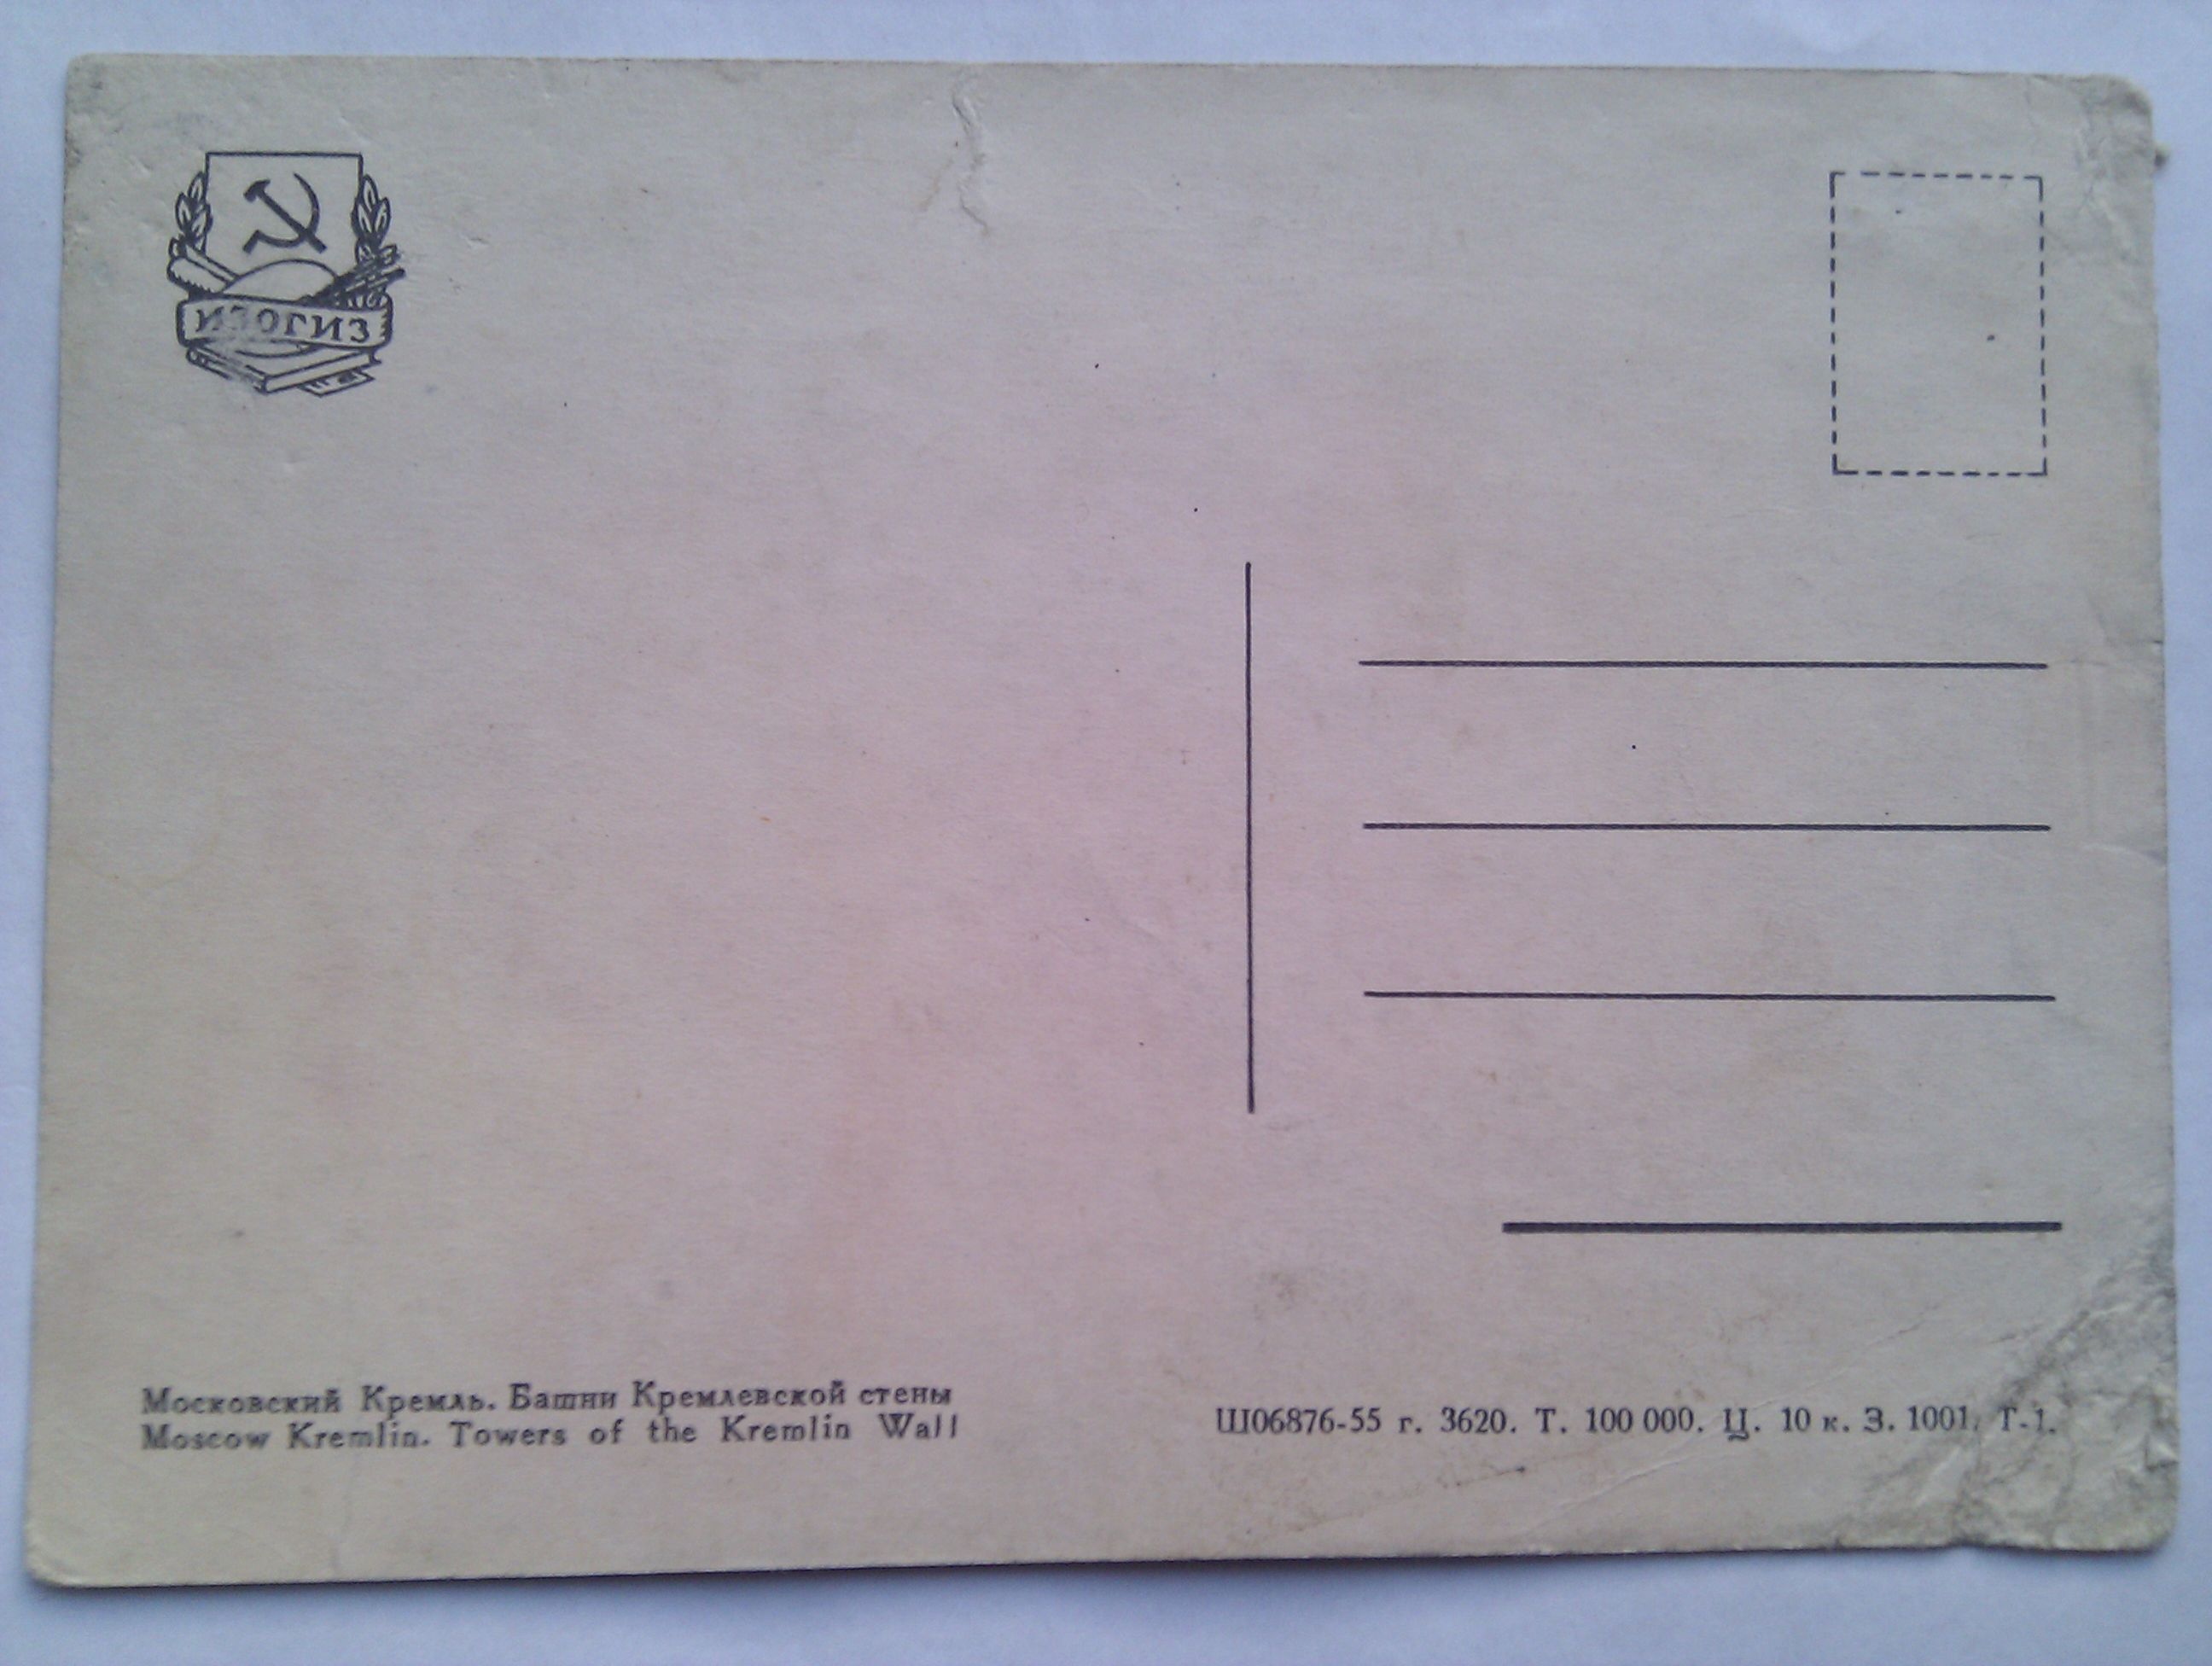 ИЗОГИЗ
Московский Кремль. Башни Кремлевской стены
Moscow Kremlin. Towers of the Kremlin Wall
Ш06876-55 г. 3620. Т. 100 000. Ц. 10 к. З. 1001. Т-1.